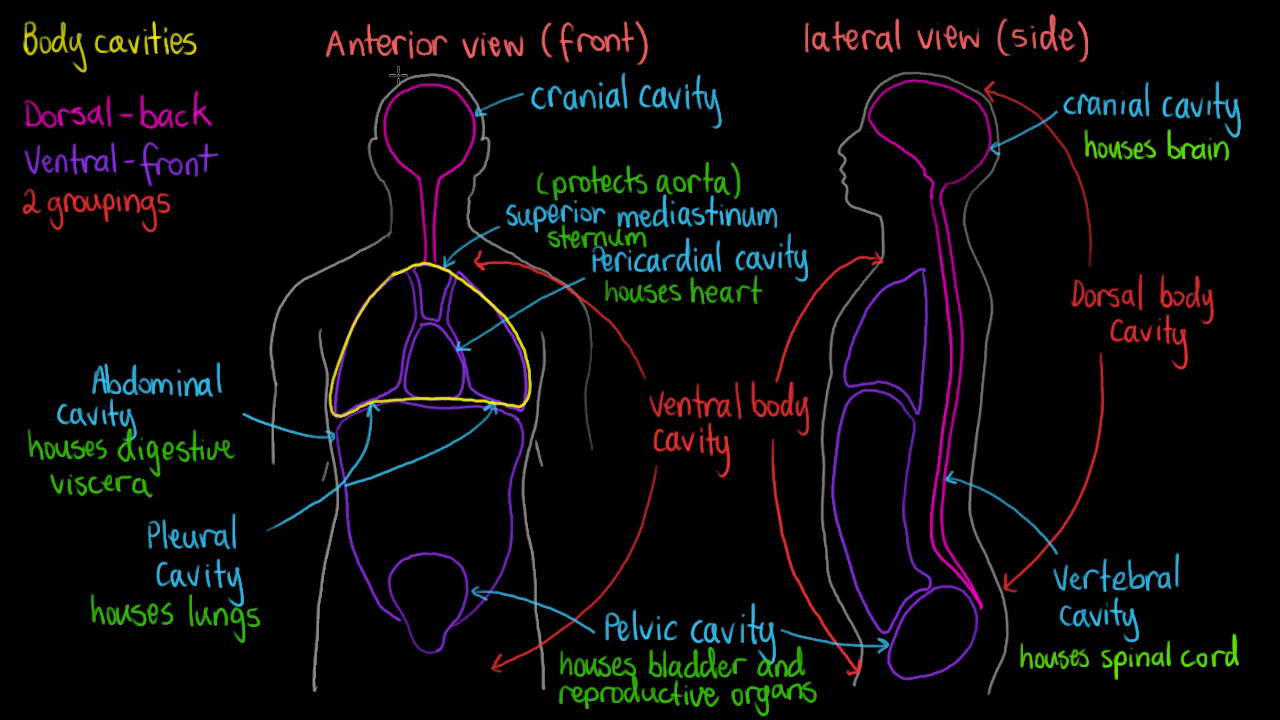 Body cavities
Dorsal - back
Ventral - front
2 groupings
Anterior view (front)
cranial cavity
(protects aorta)
superior mediastinum
sternum
Pericardial cavity
houses heart
Abdominal
cavity
houses digestive
viscera
Pleural
Cavity
houses lungs
Ventral body
cavity
Pelvic cavity
houses bladder and
reproductive organs
lateral view (side)
cranial cavity
houses brain
Dorsal body
Cavity
Vertebral
cavity
houses spinal cord